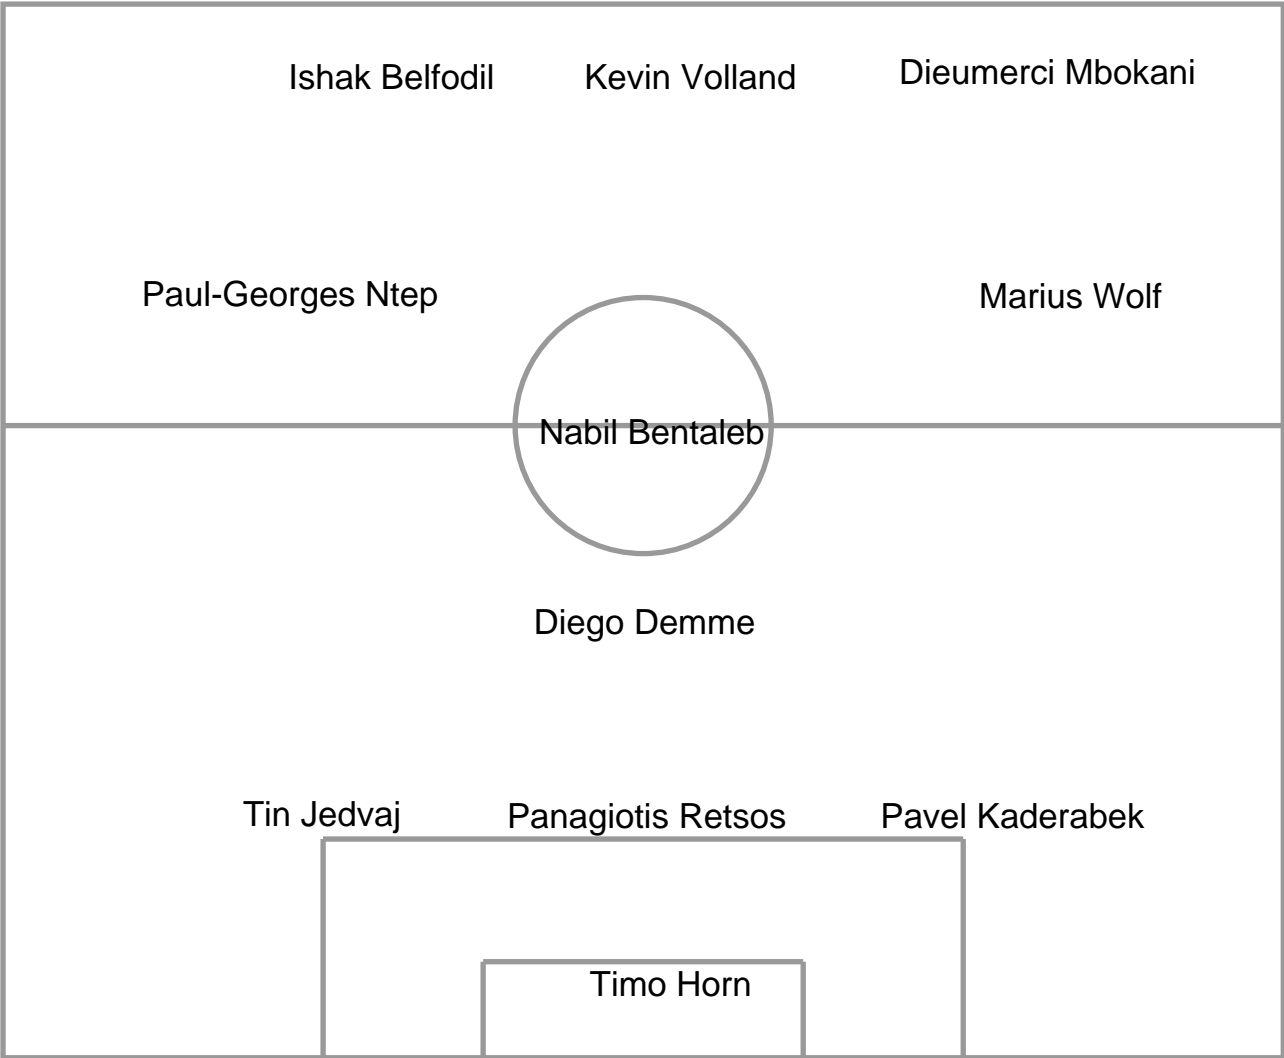 Ishak Belfodil
Kevin Volland
Dieumerci Mbokani
Paul-Georges Ntep
Marius Wolf
Nabil Bentaleb
Diego Demme
Tin Jedvaj
Panagiotis Retsos
Pavel Kaderabek
Timo Horn